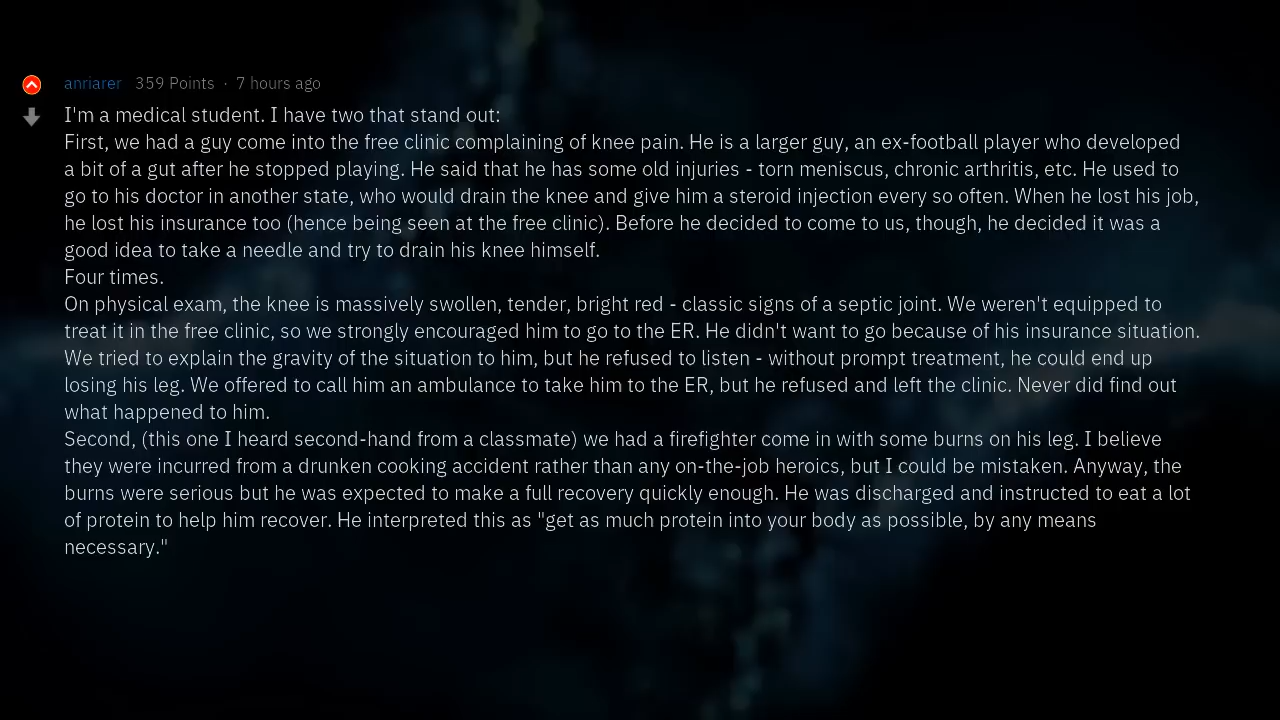 anriarer 359 Points · 7 hours ago
I'm a medical student. I have two that stand out:
First, we had a guy come into the free clinic complaining of knee pain. He is a larger guy, an ex-football player who developed
a bit of a gut after he stopped playing. He said that he has some old injuries - torn meniscus, chronic arthritis, etc. He used to
go to his doctor in another state, who would drain the knee and give him a steroid injection every so often. When he lost his job,
he lost his insurance too (hence being seen at the free clinic). Before he decided to come to us, though, he decided it was a
good idea to take a needle and try to drain his knee himself.
Four times.
On physical exam, the knee is massively swollen, tender, bright red - classic signs of a septic joint. We weren't equipped to
treat it in the free clinic, so we strongly encouraged him to go to the ER. He didn't want to go because of his insurance situation.
We tried to explain the gravity of the situation to him, but he refused to listen - without prompt treatment, he could end up
losing his leg. We offered to call him an ambulance to take him to the ER, but he refused and left the clinic. Never did find out
what happened to him.
Second, (this one I heard second-hand from a classmate) we had a firefighter come in with some burns on his leg. I believe
they were incurred from a drunken cooking accident rather than any on-the-job heroics, but I could be mistaken. Anyway, the
burns were serious but he was expected to make a full recovery quickly enough. He was discharged and instructed to eat a lot
of protein to help him recover. He interpreted this as "get as much protein into your body as possible, by any means
necessary."